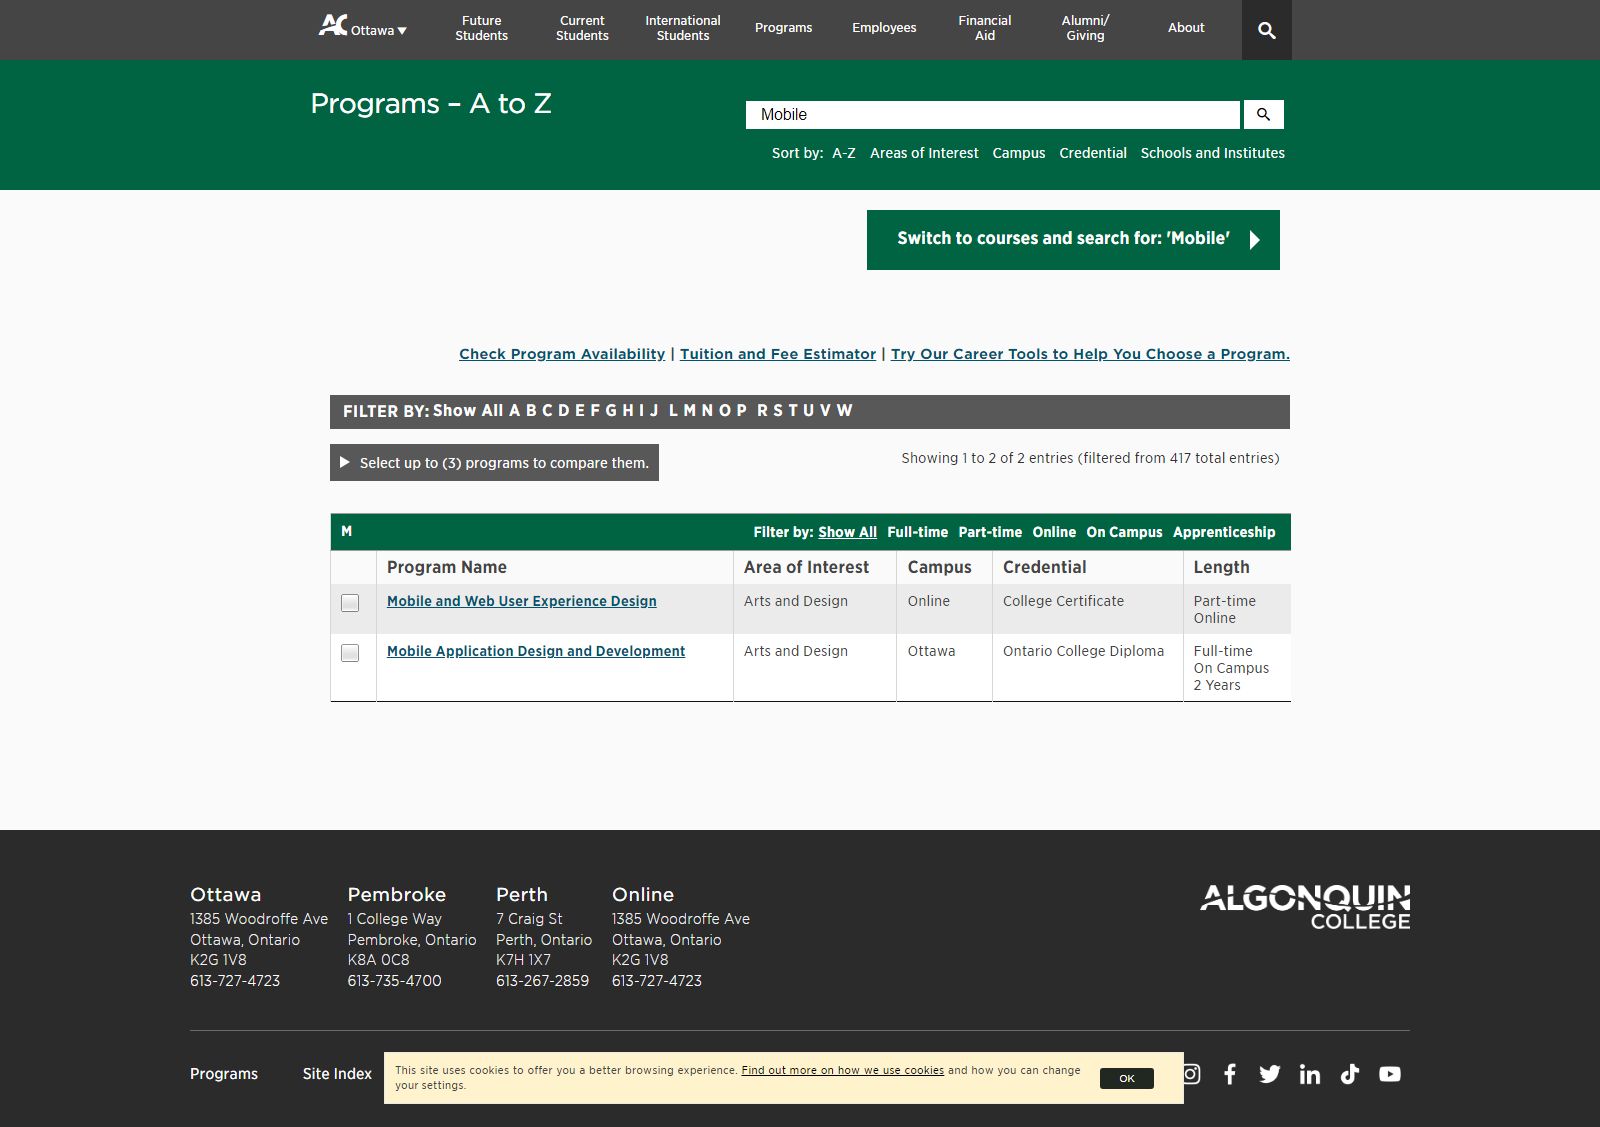 AC Ottawa ▼
Future Students
Current Students
International Students
Programs
Employees
Financial Aid
Alumni/ Giving
About
Programs – A to Z
Mobile
Sort by: A-Z Areas of Interest Campus Credential Schools and Institutes
Switch to courses and search for: 'Mobile'
Check Program Availability | Tuition and Fee Estimator | Try Our Career Tools to Help You Choose a Program.
FILTER BY: Show All A B C D E F G H I J L M N O P R S T U V W
Select up to (3) programs to compare them.
Showing 1 to 2 of 2 entries (filtered from 417 total entries)
M Filter by: Show All Full-time Part-time Online On Campus Apprenticeship
Program Name Area of Interest Campus Credential Length
Mobile and Web User Experience Design Arts and Design Online College Certificate Part-time
Online
Mobile Application Design and Development Arts and Design Ottawa Ontario College Diploma Full-time
On Campus
2 Years
Ottawa
1385 Woodroffe Ave
Ottawa, Ontario
K2G 1V8
613-727-4723
Pembroke
1 College Way
Pembroke, Ontario
K8A 0C8
613-735-4700
Perth
7 Craig St
Perth, Ontario
K7H 1X7
613-267-2859
Online
1385 Woodroffe Ave
Ottawa, Ontario
K2G 1V8
613-727-4723
ALGONQUIN
COLLEGE
Programs
Site Index
This site uses cookies to offer you a better browsing experience. Find out more on how we use cookies and how you can change
your settings.
OK